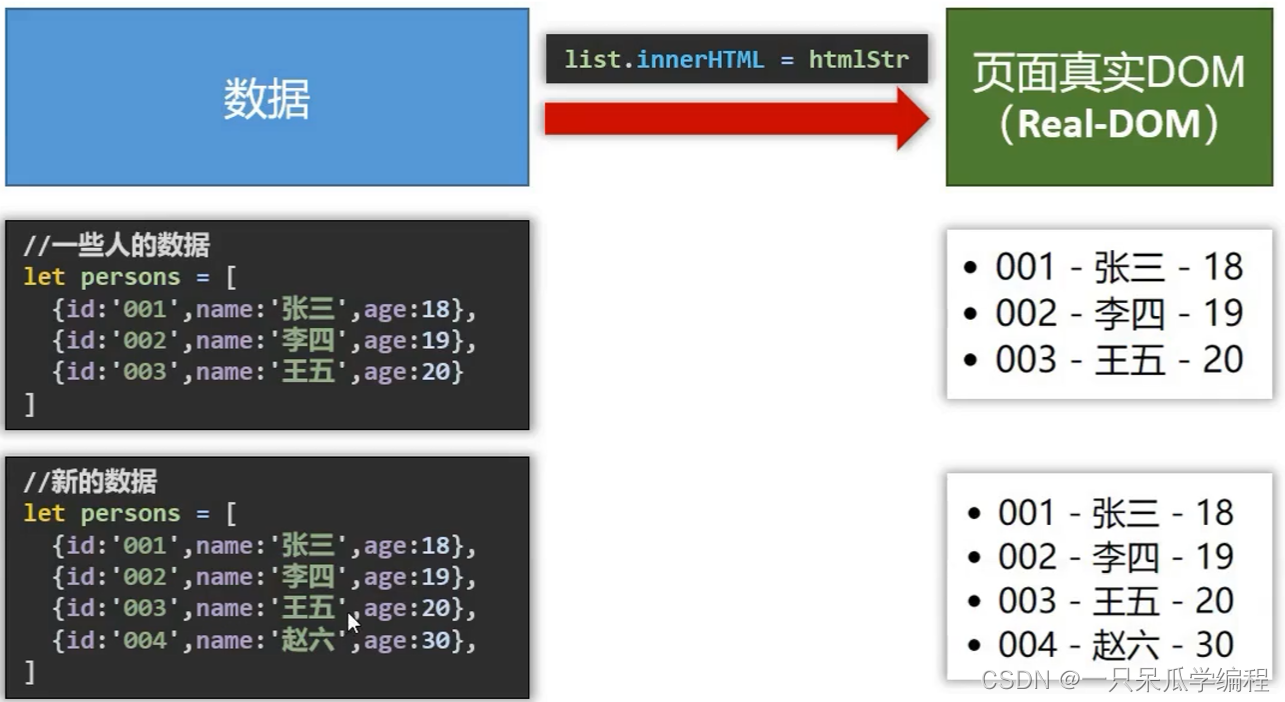 数据
list.innerHTML = htmlStr
页面真实DOM
（Real-DOM）
//一些人的数据
let persons = [
{id:'001',name:'张三',age:18},
{id:'002',name:'李四',age:19},
{id:'003',name:'王五',age:20}
]
• 001 - 张三 - 18
• 002 - 李四 - 19
• 003 - 王五 - 20
//新的数据
let persons = [
{id:'001',name:'张三',age:18},
{id:'002',name:'李四',age:19},
{id:'003',name:'王五',age:20},
{id:'004',name:'赵六',age:30},
]
• 001 - 张三 - 18
• 002 - 李四 - 19
• 003 - 王五 - 20
• 004 - 赵六 - 30
CSDN @一只呆瓜学编程